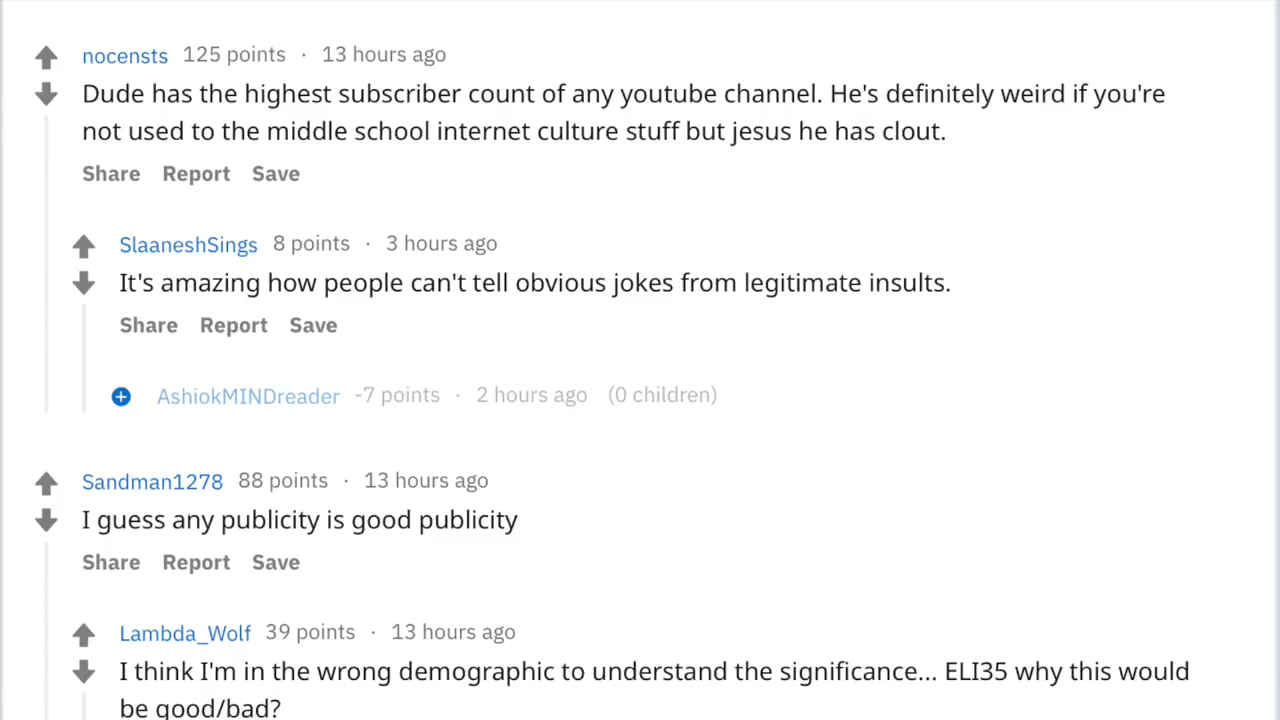 nocensts 125 points · 13 hours ago
Dude has the highest subscriber count of any youtube channel. He's definitely weird if you're
not used to the middle school internet culture stuff but jesus he has clout.
Share Report Save
SlaaneshSings 8 points · 3 hours ago
It's amazing how people can't tell obvious jokes from legitimate insults.
Share Report Save
AshiokMINDreader -7 points · 2 hours ago (0 children)
Sandman1278 88 points · 13 hours ago
I guess any publicity is good publicity
Share Report Save
Lambda_Wolf 39 points · 13 hours ago
I think I'm in the wrong demographic to understand the significance... ELI35 why this would
be good/bad?